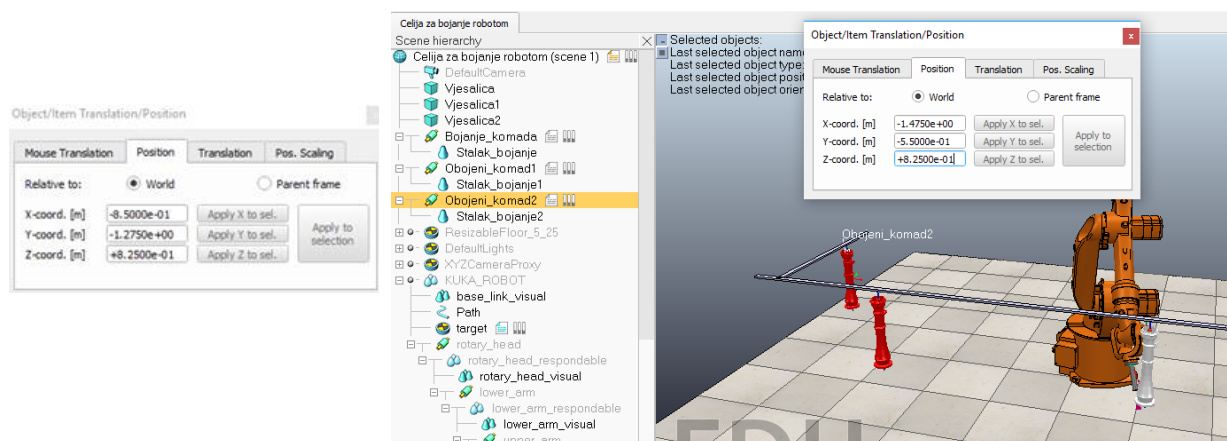 Object/Item Translation/Position
Mouse Translation Position Translation Pos. Scaling
Relative to: World Parent frame
X-coord. [m] -8.5000e-01 Apply X to sel.
Y-coord. [m] -1.2750e+00 Apply Y to sel.
Z-coord. [m] +8.2500e-01 Apply Z to sel.
Apply to
selection
Celija za bojanje robotom
Scene hierarchy
Celija za bojanje robotom (scene 1)
DefaultCamera
Vjesalica
Vjesalica1
Vjesalica2
Bojanje_komada
Stalak_bojanje
Obojeni_komad1
Stalak_bojanje1
Obojeni_komad2
Stalak_bojanje2
ResizableFloor_5_25
DefaultLights
XYZCameraProxy
KUKA_ROBOT
base_link_visual
Path
target
rotary_head
rotary_head_respondable
rotary_head_visual
lower_arm
lower_arm_respondable
lower_arm_visual
upper_arm
Selected objects:
Last selected object name
Last selected object type:
Last selected object posit
Last selected object orien
Object/Item Translation/Position
x
Mouse Translation Position Translation Pos. Scaling
Relative to: World Parent frame
X-coord. [m] -1.4750e+00 Apply X to sel.
Y-coord. [m] -5.5000e-01 Apply Y to sel.
Z-coord. [m] +8.2500e-01 Apply Z to sel.
Apply to
selection
Obojeni_komad2
EDU